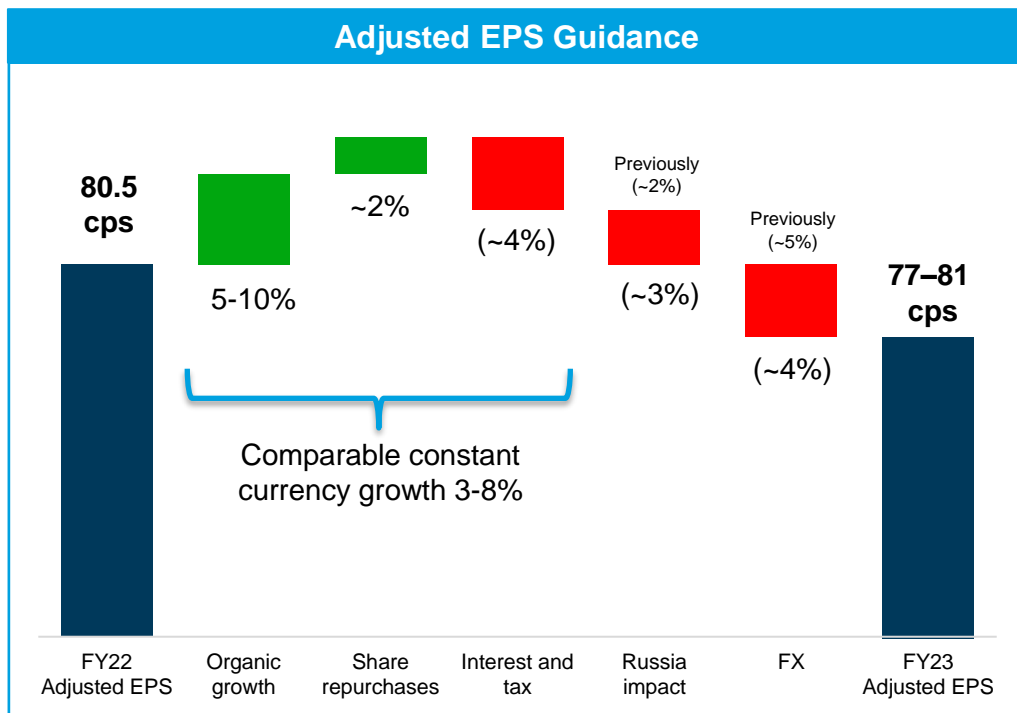 Adjusted EPS Guidance
80.5
cps
5-10%
~2%
(~4%)
Previously
(~2%)
(~3%)
Previously
(~5%)
(~4%)
77–81
cps
Comparable constant
currency growth 3-8%
FY22
Adjusted EPS
Organic
growth
Share
repurchases
Interest and
tax
Russia
impact
FX
FY23
Adjusted EPS